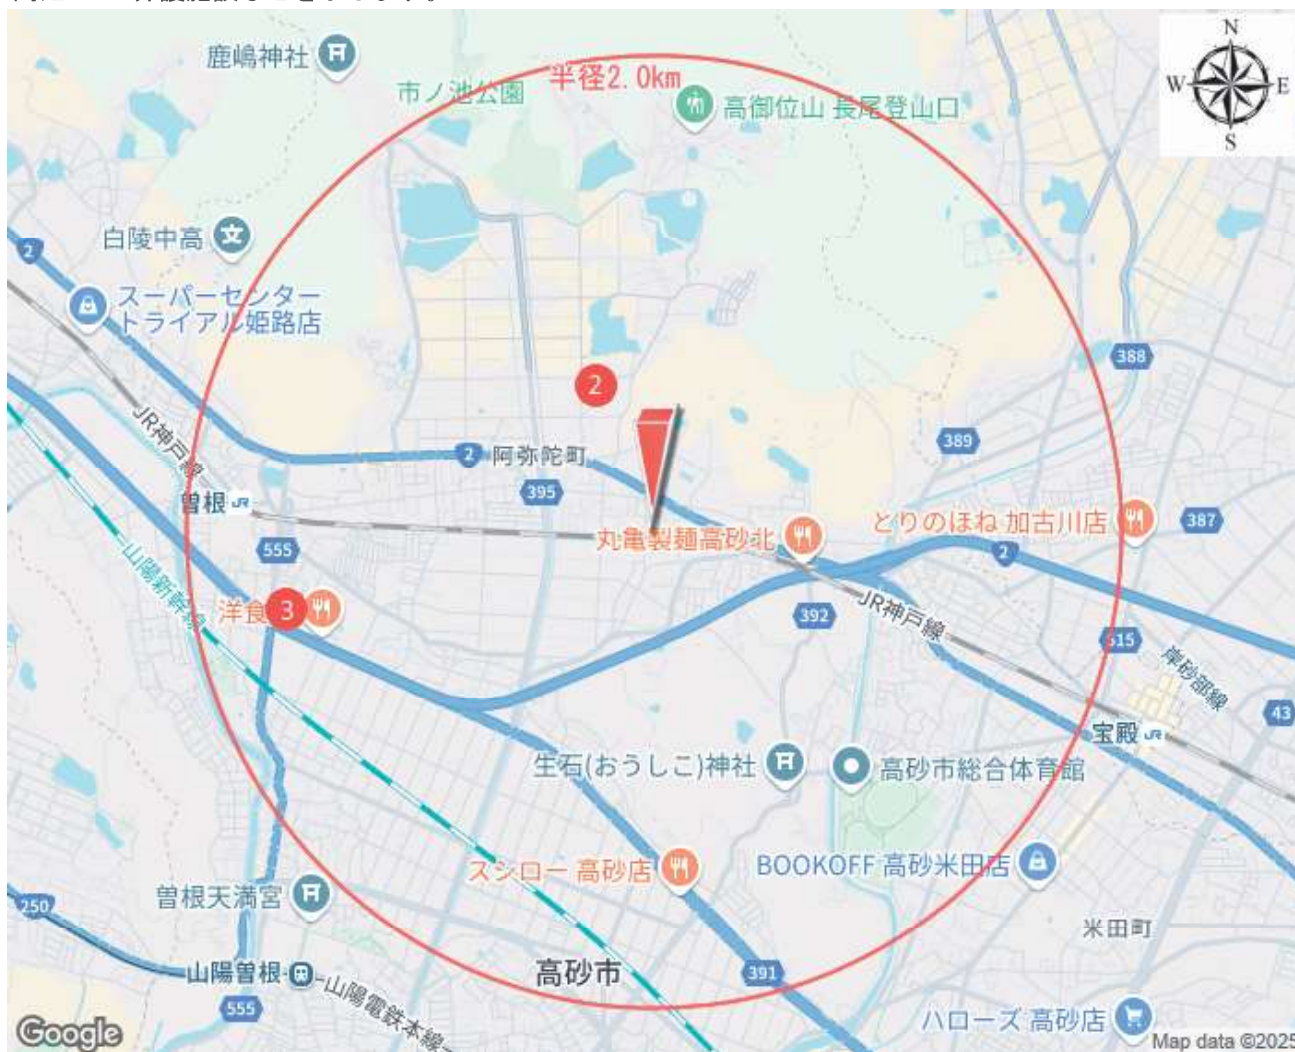 N
W
E
S
鹿嶋神社
半径2.0km
市ノ池公園
高御位山 長尾登山口
白陵中高
2
スーパーセンター
トライアル姫路店
388
2
JR神戸線
389
2
阿弥陀町
395
曽根 JR
とりのほね 加古川店
387
丸亀製麺高砂北
2
555
山陽新幹線
洋食
3
392
JR神戸線
515
岸砂部線
43
宝殿 JR
生石(おうしこ)神社
高砂市総合体育館
スシロー 高砂店
BOOKOFF 高砂米田店
曽根天満宮
250
米田町
山陽曽根
高砂市
391
555
山陽電鉄本線
ハローズ 高砂店
Google
Map data ©2025